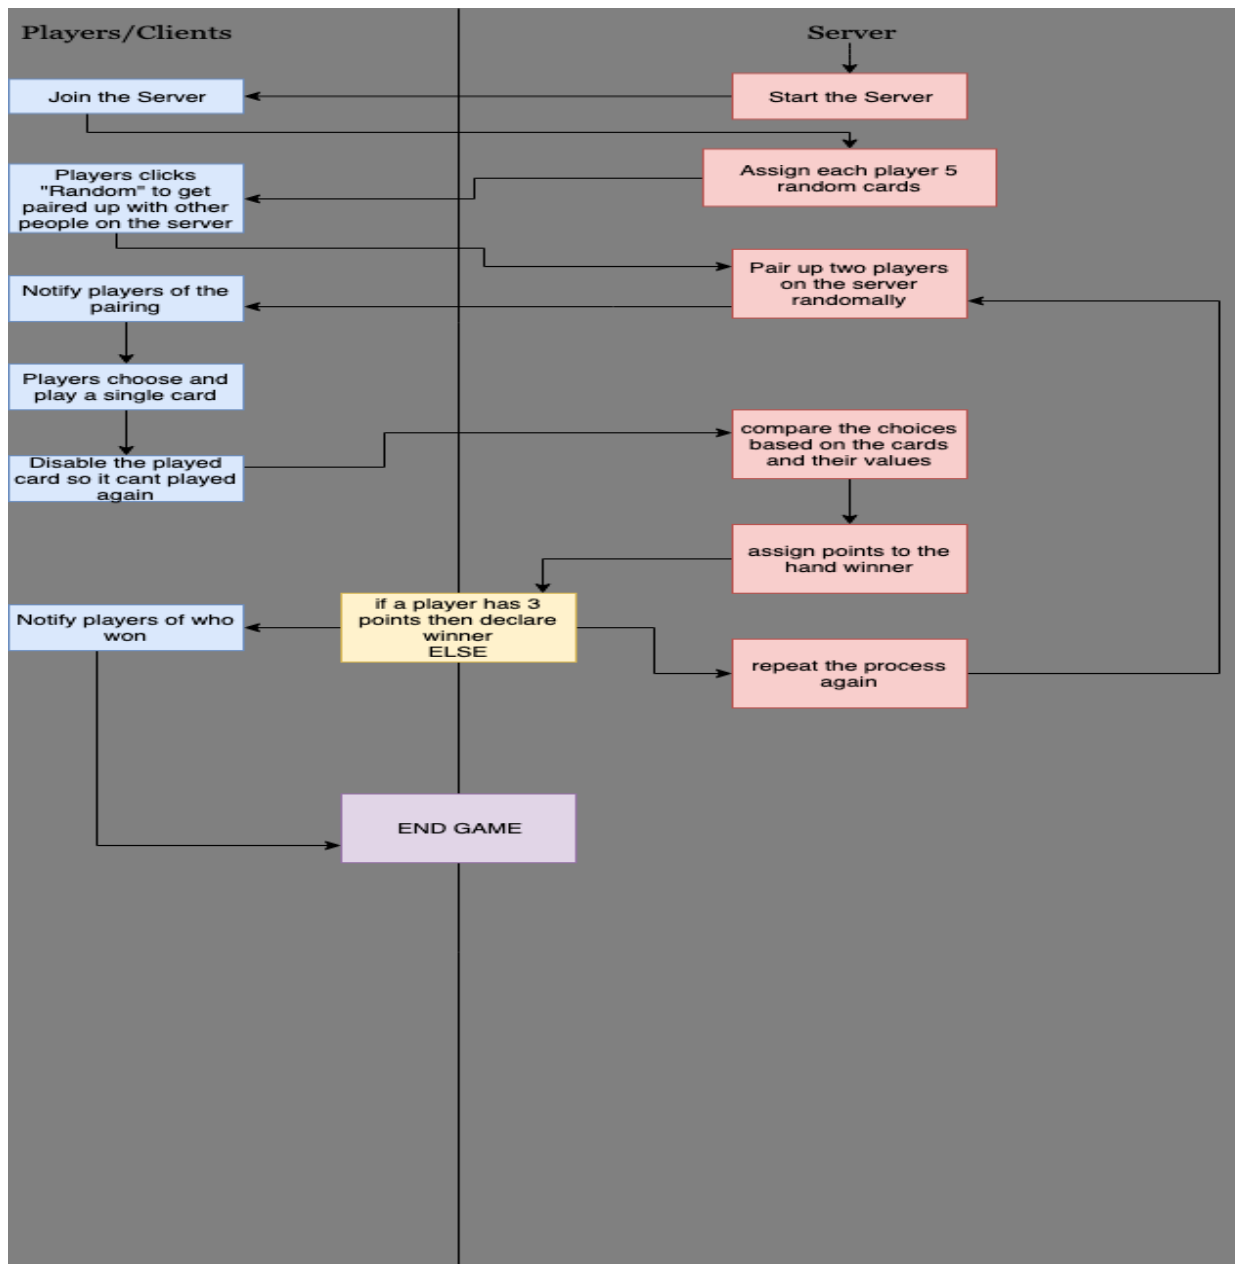 Players/Clients
Server
Join the Server
Start the Server
Assign each player 5
random cards
Players clicks
"Random" to get
paired up with other
people on the server
Pair up two players
on the server
randomally
Notify players of the
pairing
Players choose and
play a single card
Disable the played
card so it cant played
again
compare the choices
based on the cards
and their values
assign points to the
hand winner
if a player has 3
points then declare
winner
ELSE
Notify players of who
won
repeat the process
again
END GAME